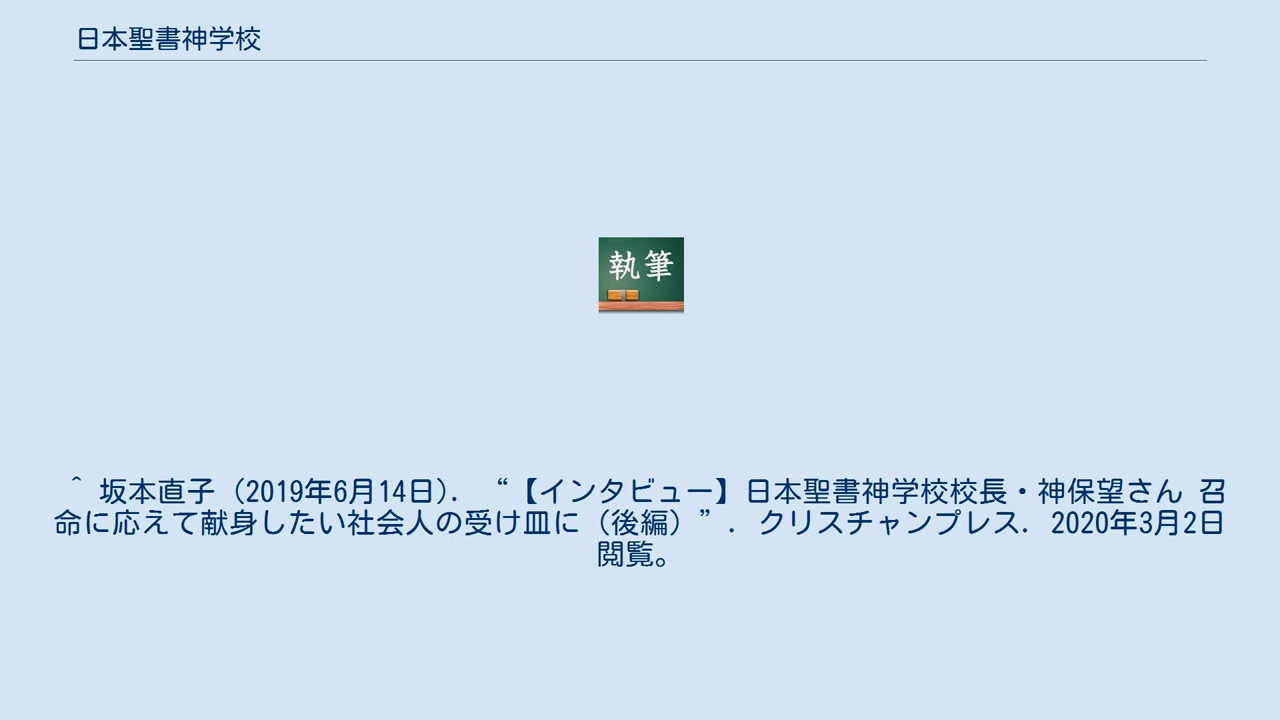 日本聖書神学校
執筆
^ 坂本直子 (2019年6月14日). “【インタビュー】日本聖書神学校校長・神保望さん 召
命に応えて献身したい社会人の受け皿に（後編）”. クリスチャンプレス. 2020年3月2日
閲覧。